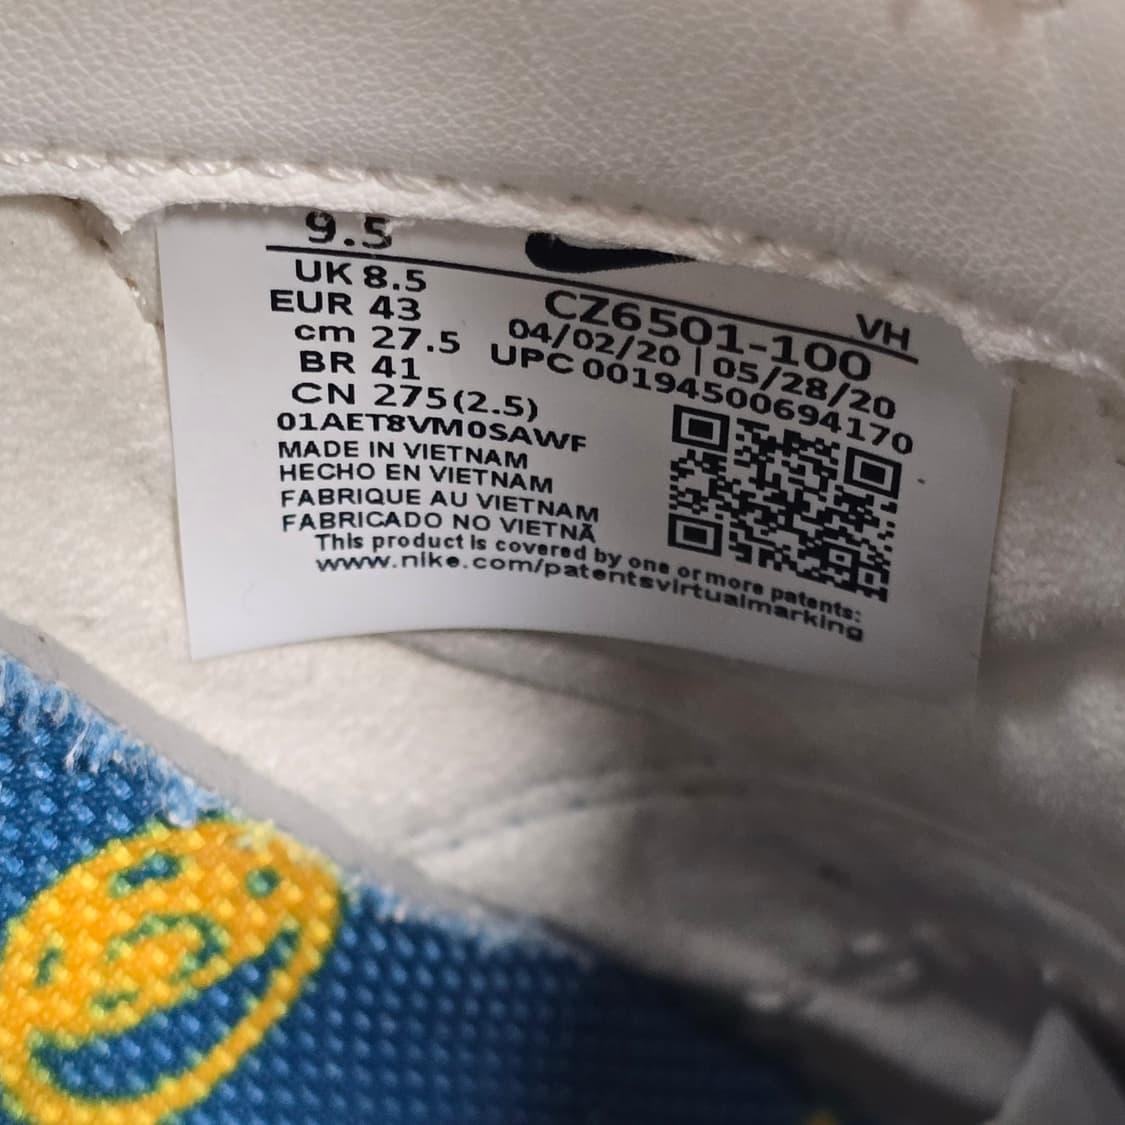 9.5
UK 8.5
EUR 43
cm 27.5
BR 41
CN 275(2.5)
VH
CZ6501-100
04/02/20 | 05/28/20
UPC 00194500694170
01AET8VM0SAWF
MADE IN VIETNAM
HECHO EN VIETNAM
FABRIQUE AU VIETNAM
FABRICADO NO VIETNÃ
This product is covered by one or more patents:
www.nike.com/patentsvirtualmarking